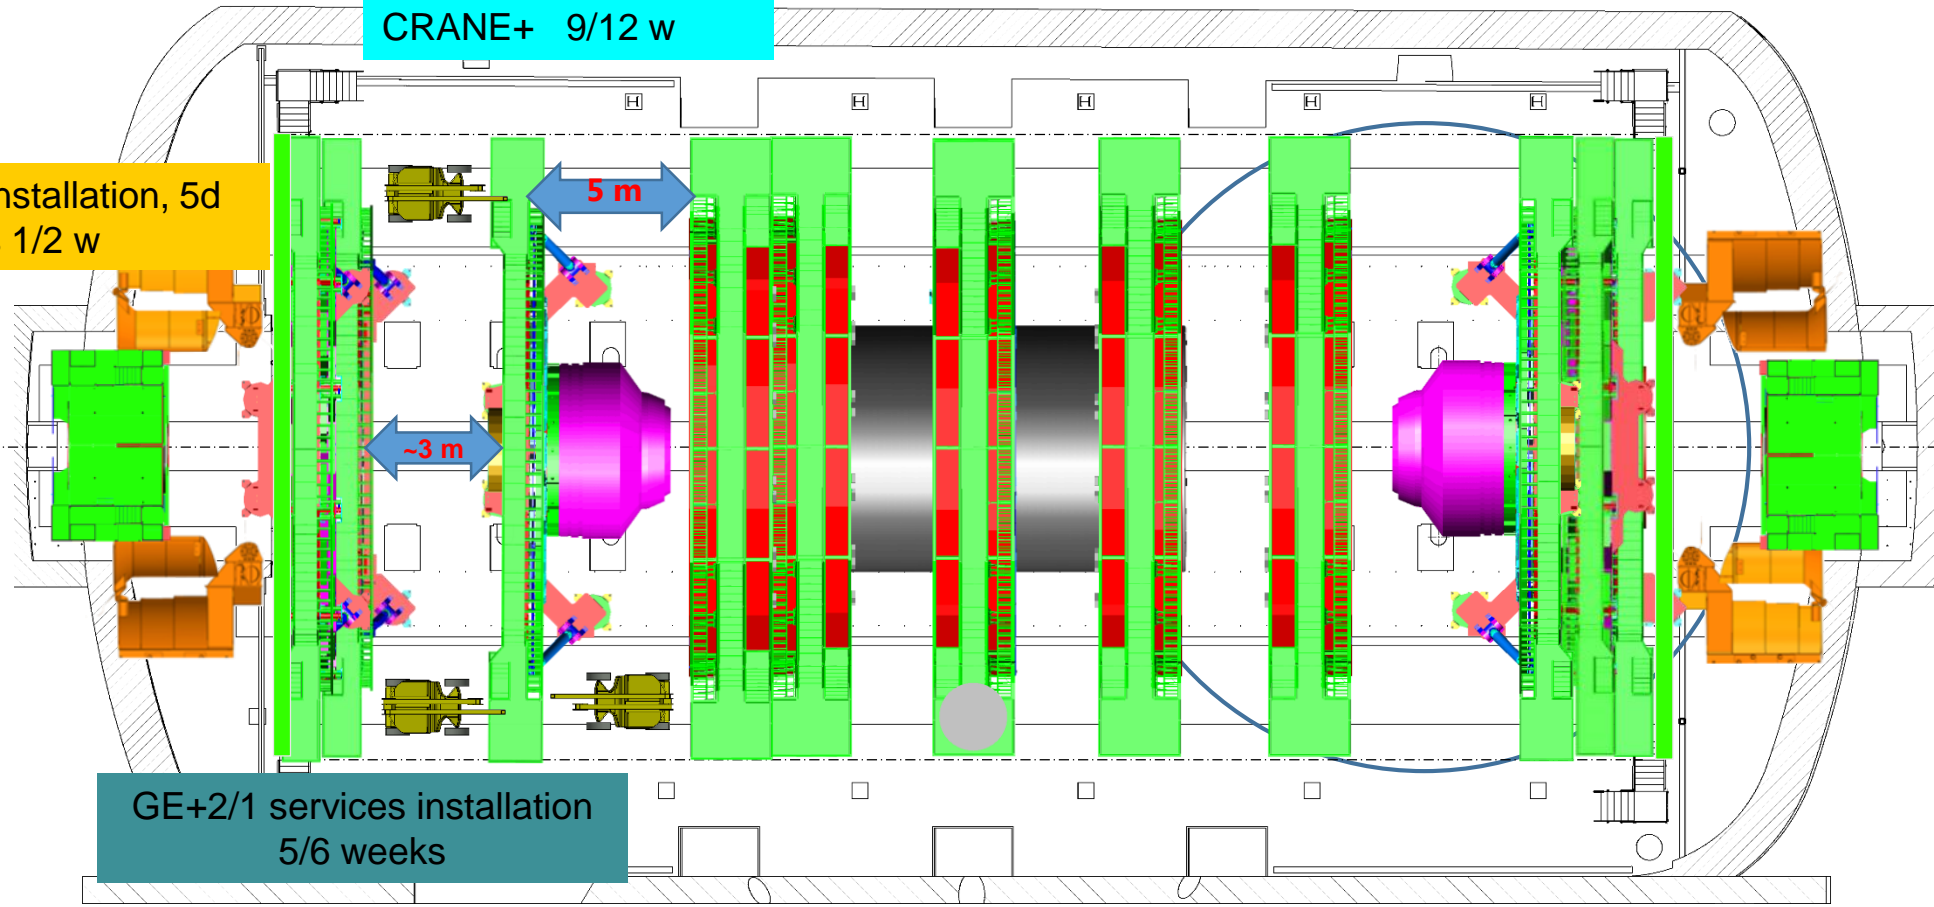 CRANE+ 9/12 w
nstallation, 5d
1/2 w
5 m
~3 m
GE+2/1 services installation
5/6 weeks
H
H
H
H
H